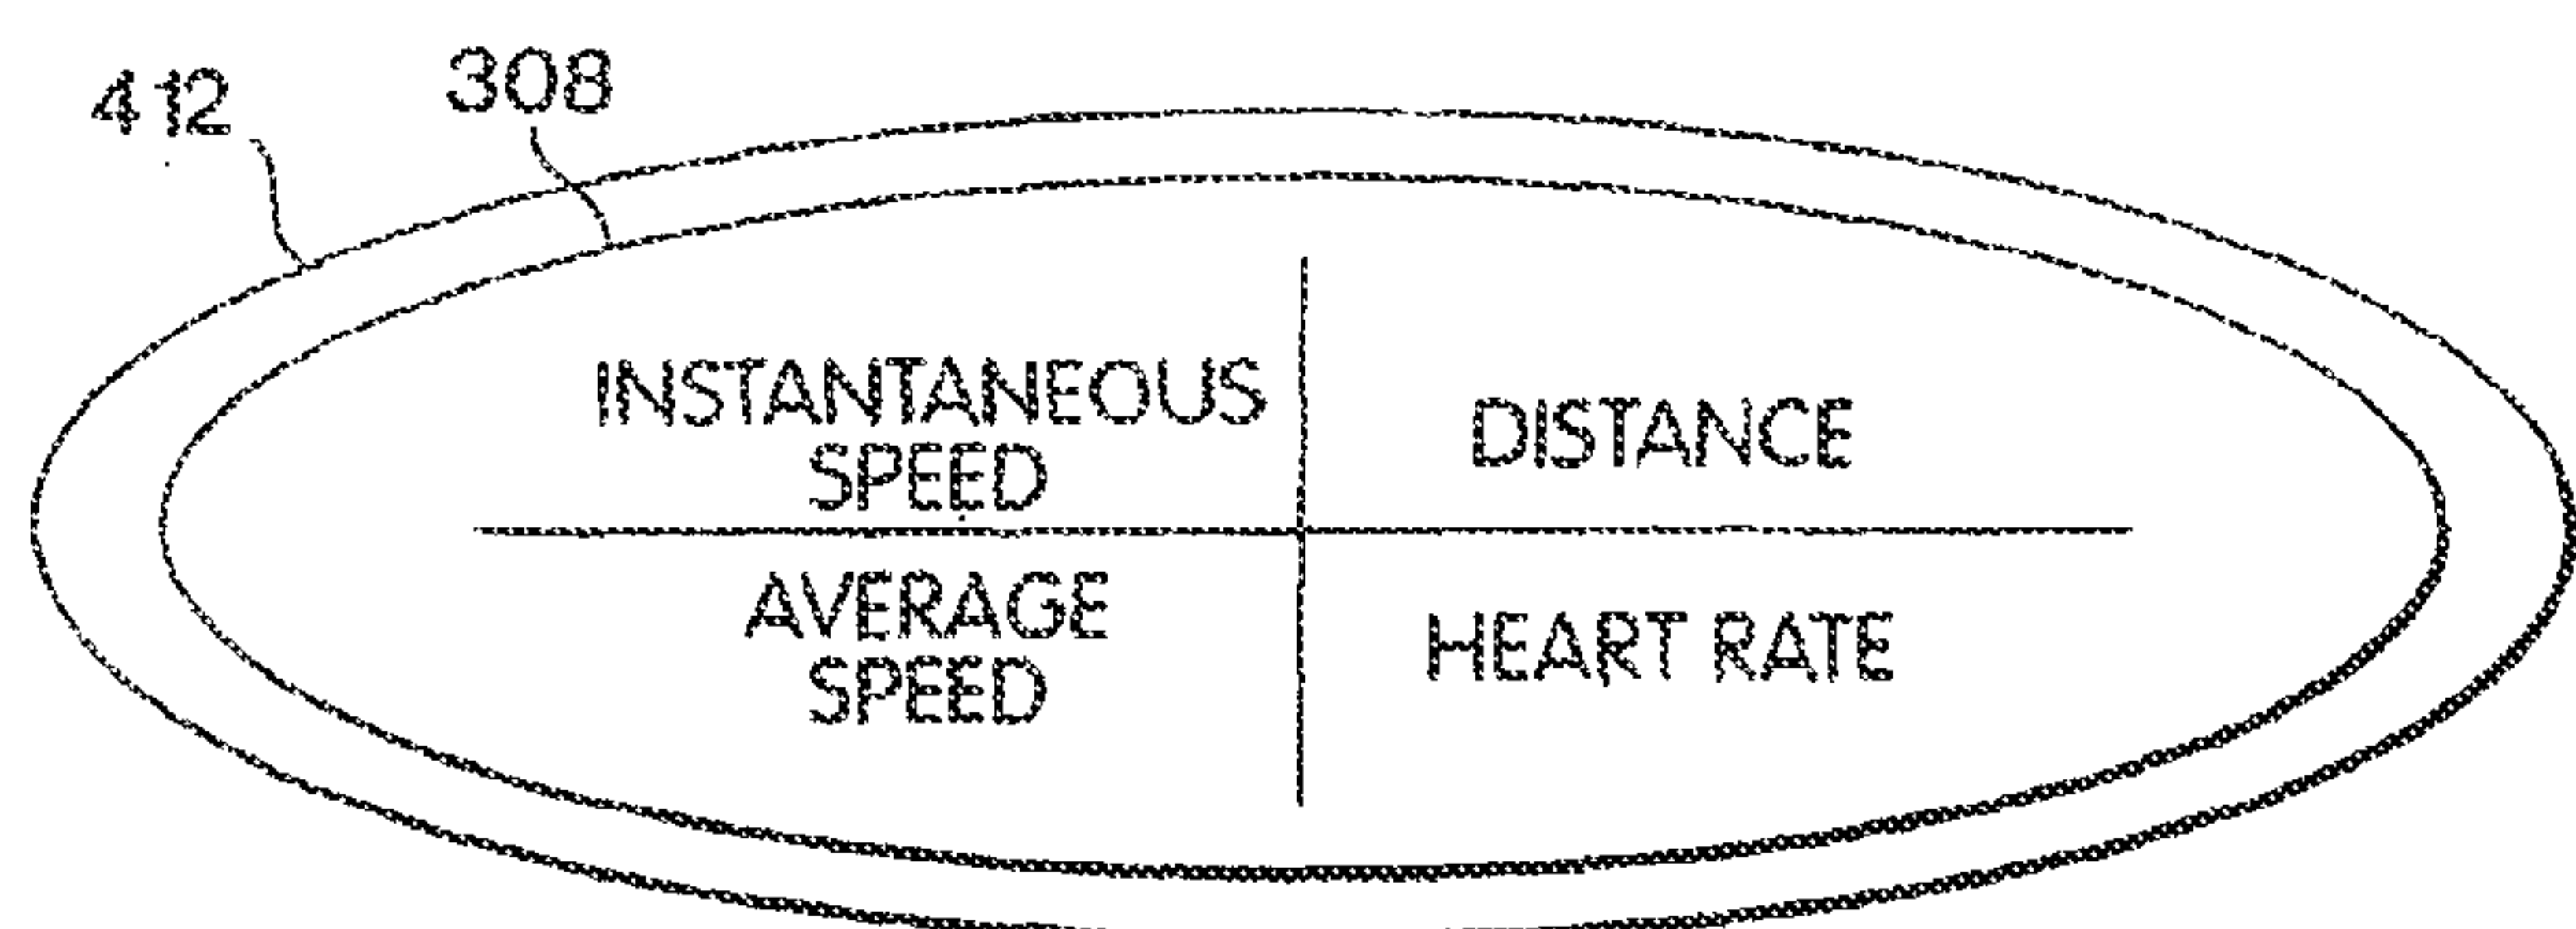 412
308
INSTANTANEOUS
SPEED
DISTANCE
AVERAGE
SPEED
HEART RATE